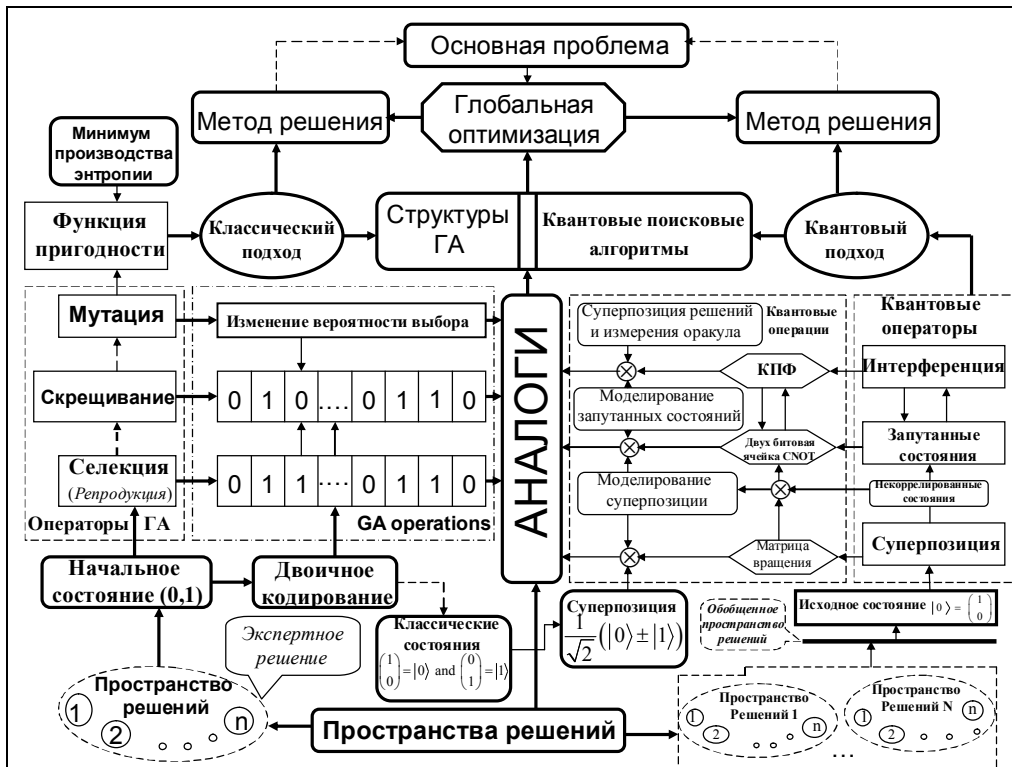 Основная проблема
Метод решения
Глобальная
оптимизация
Метод решения
Минимум
производства
энтропии
Функция
пригодности
Классический
подход
Структуры
ГА
Квантовые поисковые
алгоритмы
Квантовый
подход
Мутация
Изменение вероятности выбора
Скрещивание
0 1 0 .... 0 1 1 0
Селекция
(Репродукция)
0 1 1 .... 0 1 1 0
Операторы ГА
GA operations
АНАЛОГИ
Суперпозиция решений
и измерения оракула
Квантовые
операции
КПФ
Моделирование
запутанных состояний
Двух битовая
ячейка CNOT
Моделирование
суперпозиции
Матрица
вращения
Квантовые
операторы
Интерференция
Запутанные
состояния
Некоррелированные
состояния
Суперпозиция
Начальное
состояние (0,1)
Двоичное
кодирование
Классические
состояния
(1 0) = |0⟩ and (0 1) = |1⟩
Суперпозиция
1/√2 (|0⟩ ± |1⟩)
Обобщенное
пространство
решений
Исходное состояние |0⟩ = (1 0)
Экспертное
решение
Пространство
решений
1 2 n
Пространства решений
Пространство
Решений 1
1 2 n
...
Пространство
Решений N
1 2 n